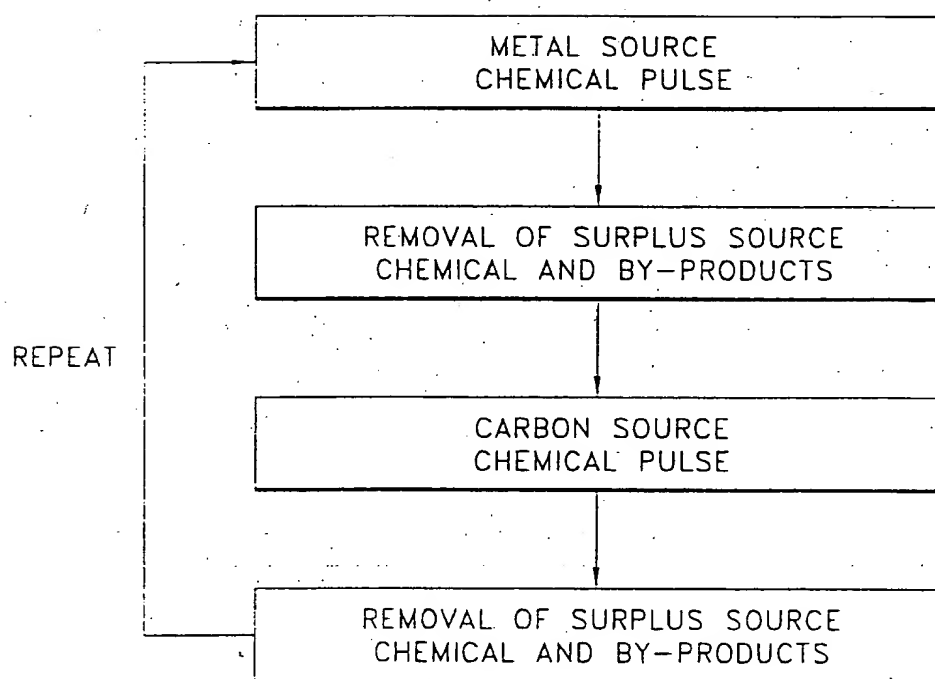 METAL SOURCE
CHEMICAL PULSE
REMOVAL OF SURPLUS SOURCE
CHEMICAL AND BY-PRODUCTS
REPEAT
CARBON SOURCE
CHEMICAL PULSE
REMOVAL OF SURPLUS SOURCE
CHEMICAL AND BY-PRODUCTS